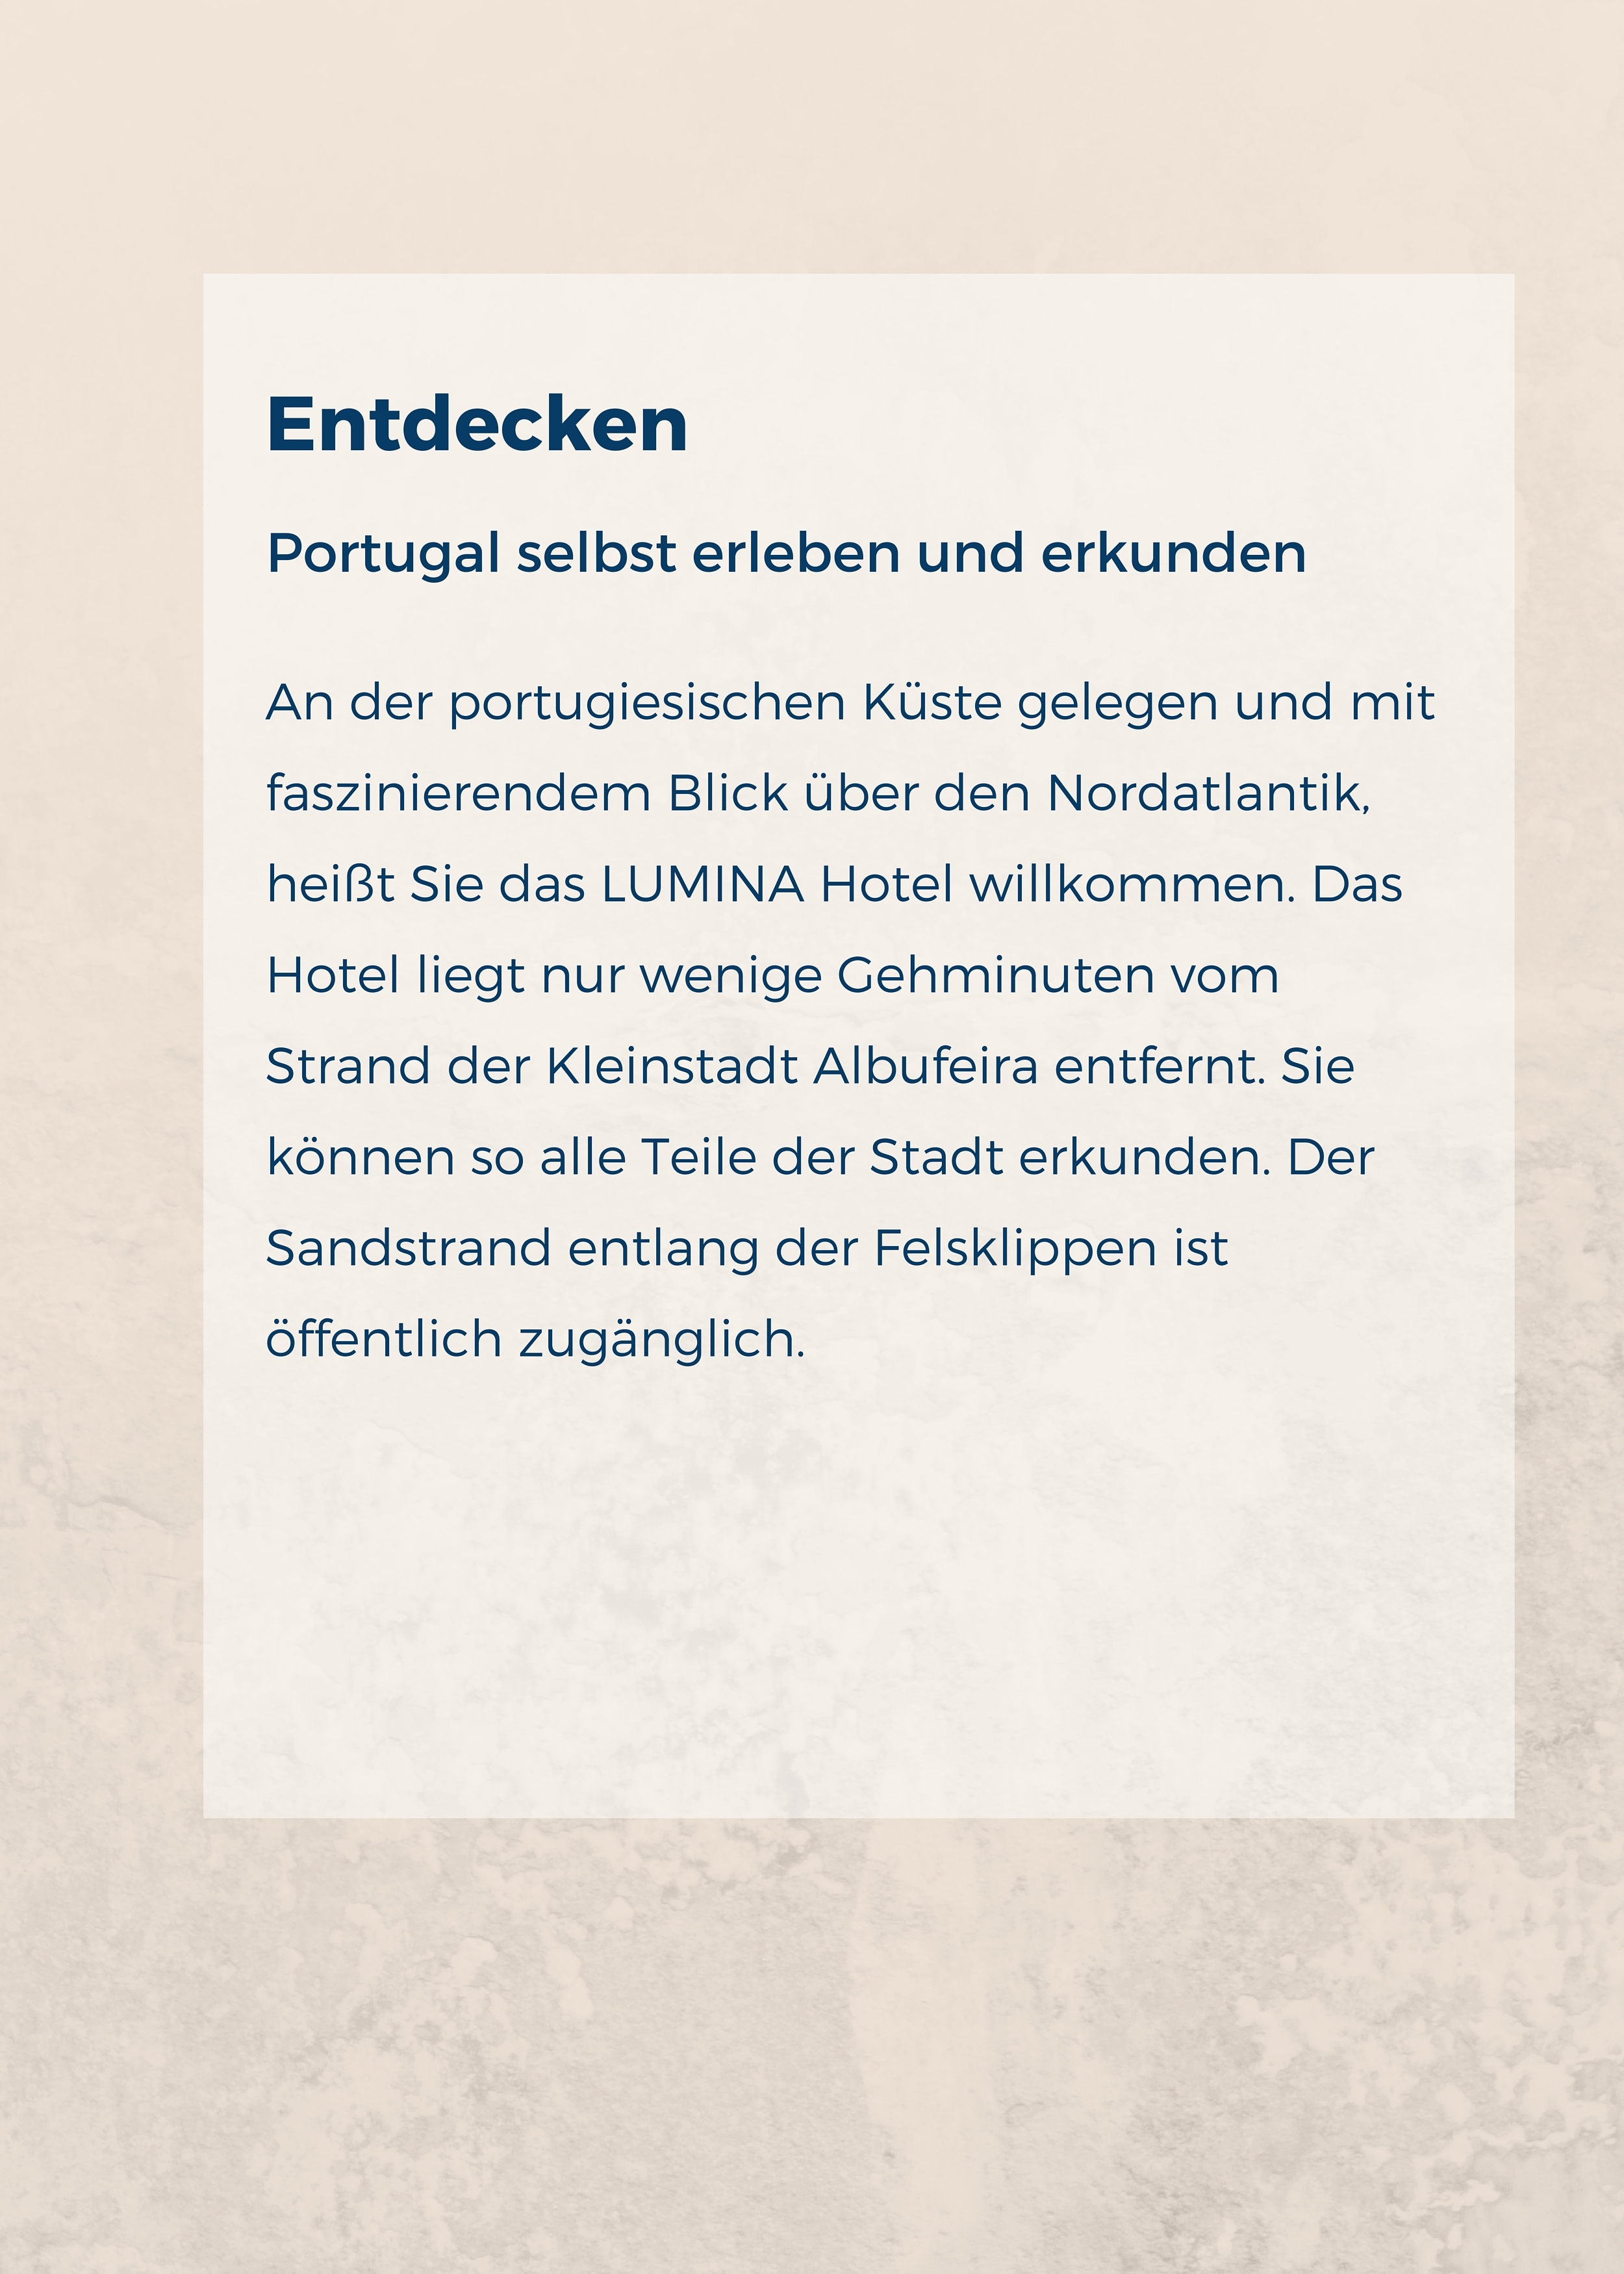 Entdecken
Portugal selbst erleben und erkunden
An der portugiesischen Küste gelegen und mit
faszinierendem Blick über den Nordatlantik,
heißt Sie das LUMINA Hotel willkommen. Das
Hotel liegt nur wenige Gehminuten vom
Strand der Kleinstadt Albufeira entfernt. Sie
können so alle Teile der Stadt erkunden. Der
Sandstrand entlang der Felsklippen ist
öffentlich zugänglich.